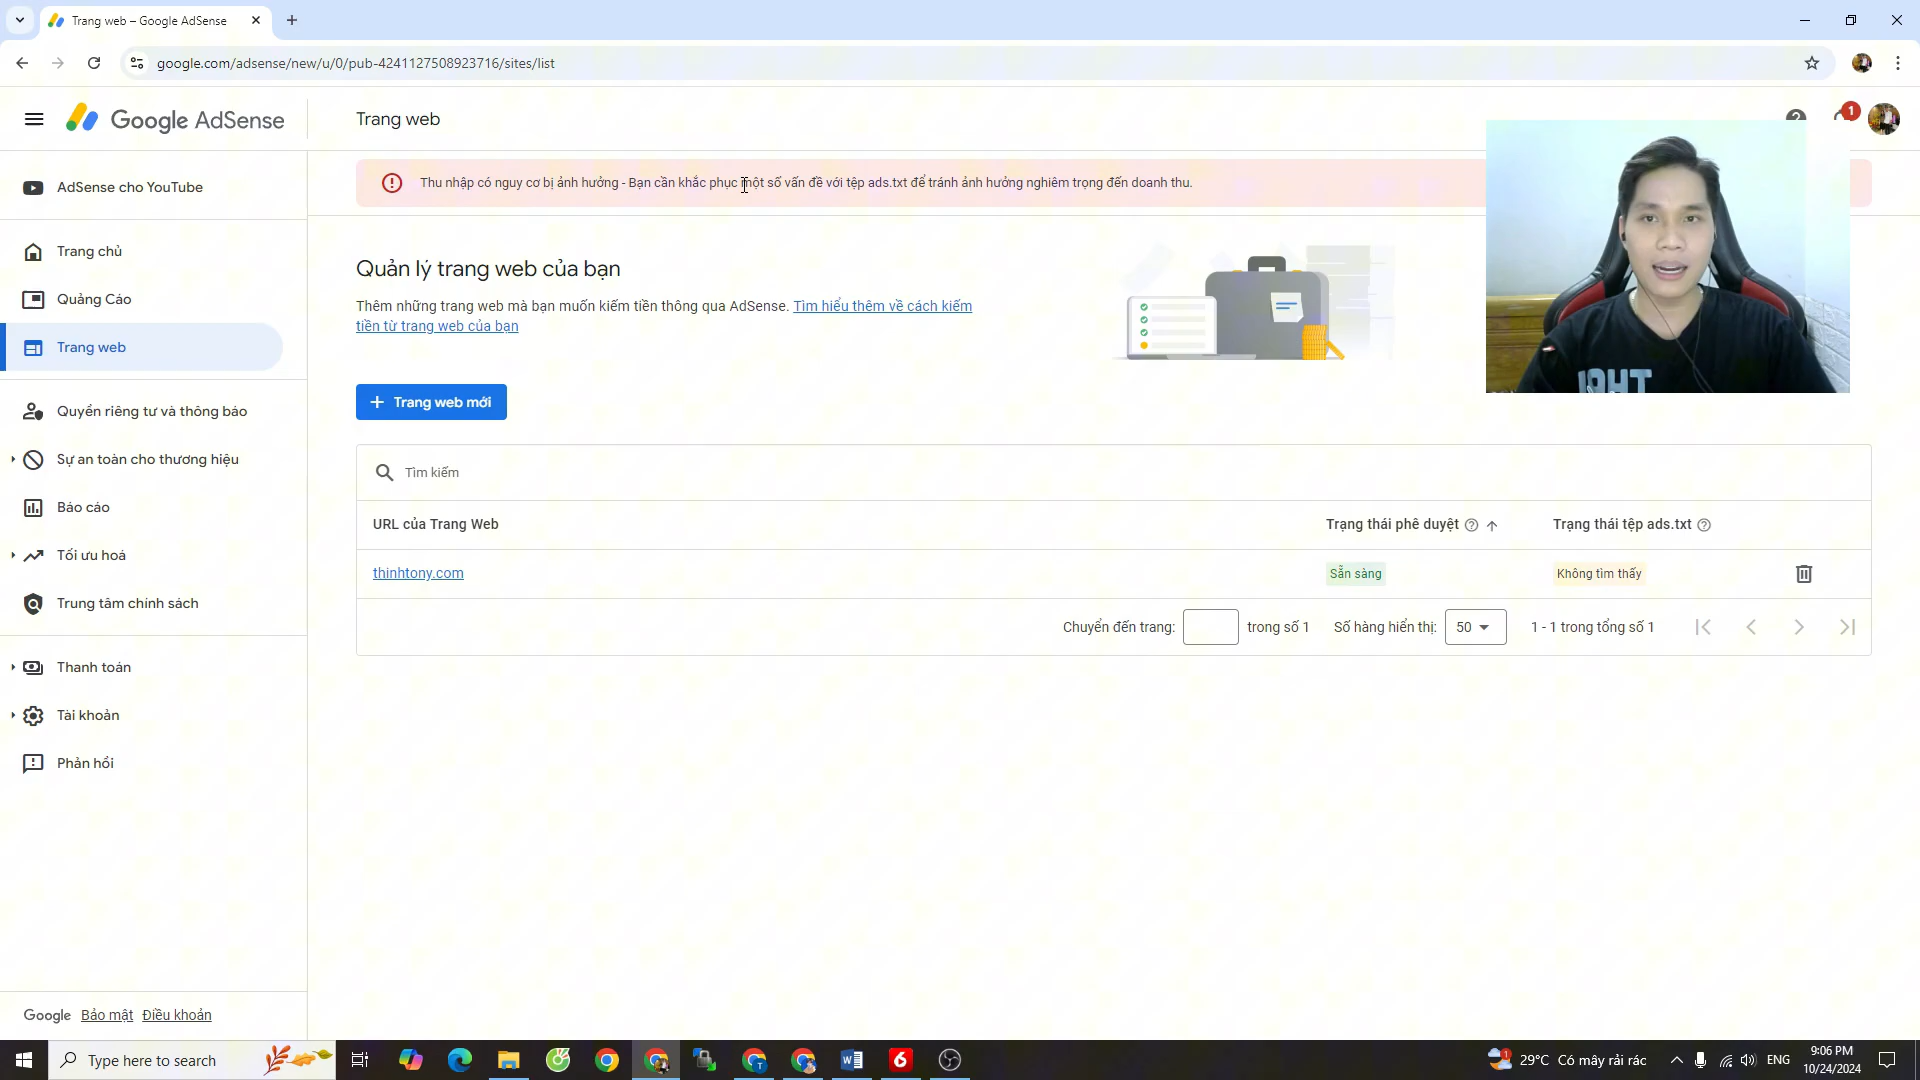 Trang web – Google AdSense
google.com/adsense/new/u/0/pub-4241127508923716/sites/list
Google AdSense
Trang web
1
AdSense cho YouTube
Thu nhập có nguy cơ bị ảnh hưởng - Bạn cần khắc phục một số vấn đề với tệp ads.txt để tránh ảnh hưởng nghiêm trọng đến doanh thu.
Trang chủ
Quảng Cáo
Trang web
Quyền riêng tư và thông báo
Sự an toàn cho thương hiệu
Báo cáo
Tối ưu hoá
Trung tâm chính sách
Thanh toán
Tài khoản
Phản hồi
Quản lý trang web của bạn
Thêm những trang web mà bạn muốn kiếm tiền thông qua AdSense. Tìm hiểu thêm về cách kiếm
tiền từ trang web của bạn
Trang web mới
Tìm kiếm
URL của Trang Web
Trạng thái phê duyệt
Trạng thái tệp ads.txt
thinhtony.com
Sẵn sàng
Không tìm thấy
Chuyển đến trang:
trong số 1
Số hàng hiển thị:
50
1 - 1 trong tổng số 1
Google Bảo mật Điều khoản
Type here to search
29°C Có mây rải rác
ENG
9:06 PM
10/24/2024